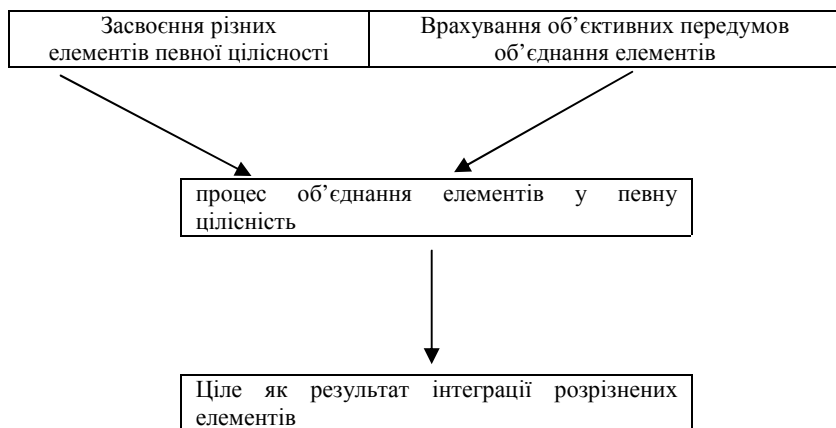 Засвоєння різних
елементів певної цілісності
Врахування об’єктивних передумов
об’єднання елементів
процес об’єднання елементів у певну
цілісність
Ціле як результат інтеграції розрізнених
елементів